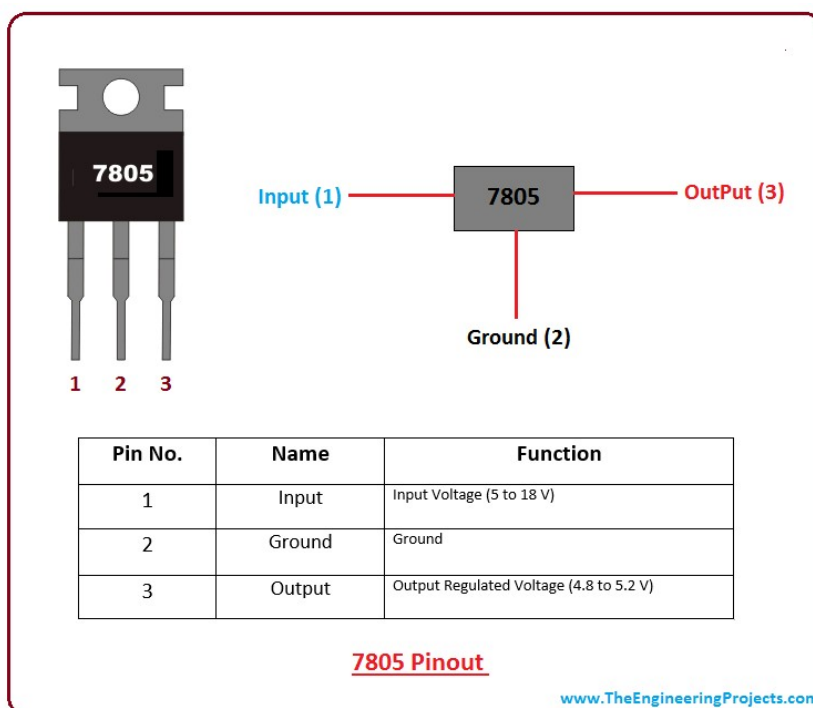 7805
1 2 3
Input (1)
7805
OutPut (3)
Ground (2)
Pin No. Name Function
1 Input Input Voltage (5 to 18 V)
2 Ground Ground
3 Output Output Regulated Voltage (4.8 to 5.2 V)
7805 Pinout
www.TheEngineeringProjects.com